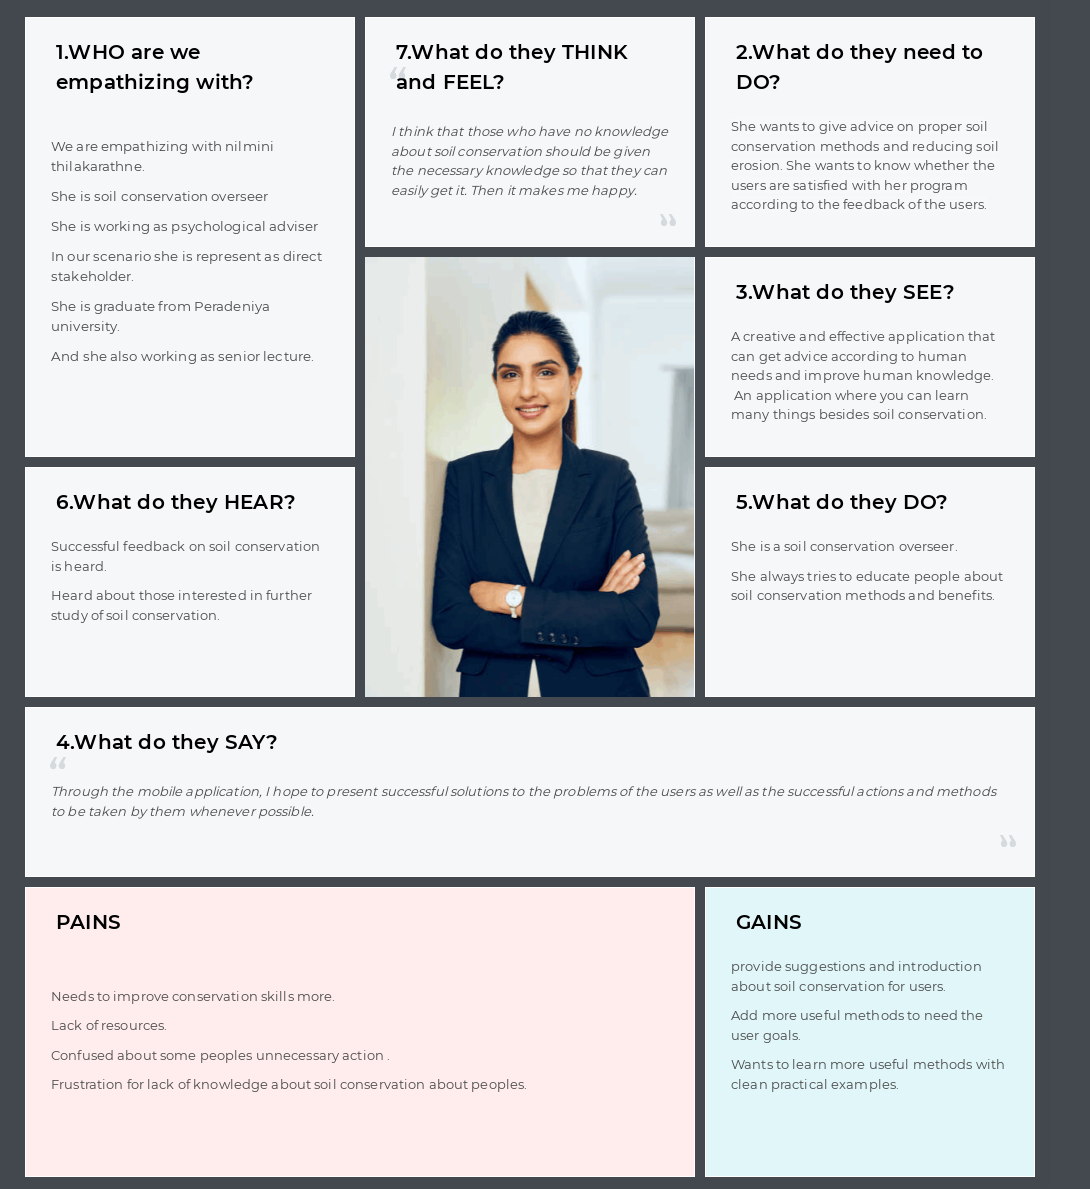 1.WHO are we
empathizing with?
We are empathizing with nilmini
thilakarathne.
She is soil conservation overseer
She is working as psychological adviser
In our scenario she is represent as direct
stakeholder.
She is graduate from Peradeniya
university.
And she also working as senior lecture.
7.What do they THINK
and FEEL?
“
I think that those who have no knowledge
about soil conservation should be given
the necessary knowledge so that they can
easily get it. Then it makes me happy.
”
2.What do they need to
DO?
She wants to give advice on proper soil
conservation methods and reducing soil
erosion. She wants to know whether the
users are satisfied with her program
according to the feedback of the users.
3.What do they SEE?
A creative and effective application that
can get advice according to human
needs and improve human knowledge.
An application where you can learn
many things besides soil conservation.
6.What do they HEAR?
Successful feedback on soil conservation
is heard.
Heard about those interested in further
study of soil conservation.
5.What do they DO?
She is a soil conservation overseer.
She always tries to educate people about
soil conservation methods and benefits.
4.What do they SAY?
“
Through the mobile application, I hope to present successful solutions to the problems of the users as well as the successful actions and methods
to be taken by them whenever possible.
”
PAINS
Needs to improve conservation skills more.
Lack of resources.
Confused about some peoples unnecessary action .
Frustration for lack of knowledge about soil conservation about peoples.
GAINS
provide suggestions and introduction
about soil conservation for users.
Add more useful methods to need the
user goals.
Wants to learn more useful methods with
clean practical examples.